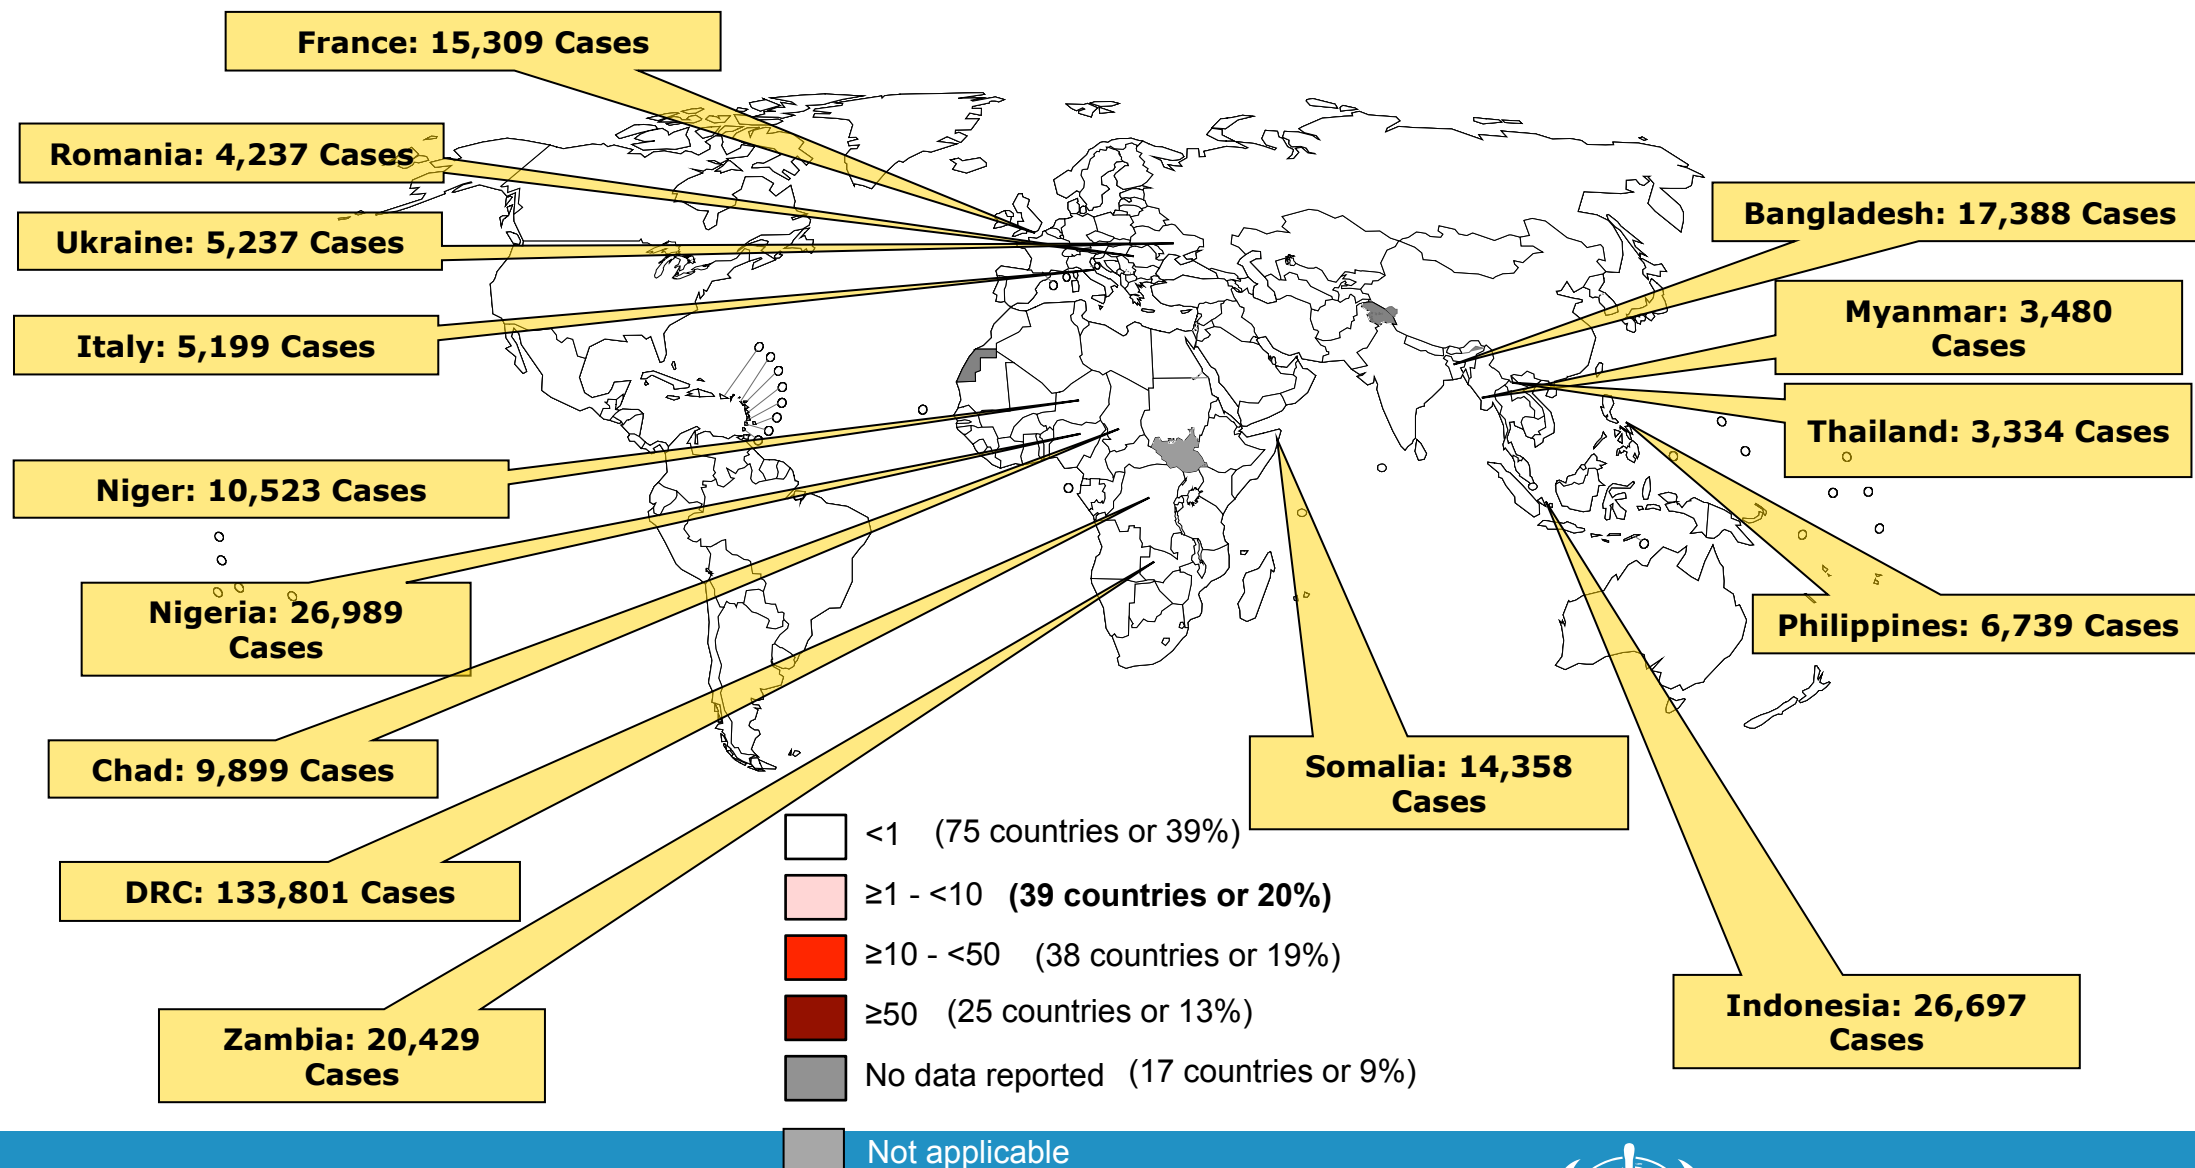 France: 15,309 Cases
Romania: 4,237 Cases
Ukraine: 5,237 Cases
Italy: 5,199 Cases
Niger: 10,523 Cases
Nigeria: 26,989
Cases
Chad: 9,899 Cases
DRC: 133,801 Cases
Zambia: 20,429
Cases
Bangladesh: 17,388 Cases
Myanmar: 3,480
Cases
Thailand: 3,334 Cases
Philippines: 6,739 Cases
Somalia: 14,358
Cases
Indonesia: 26,697
Cases
<1 (75 countries or 39%)
≥1 - <10 (39 countries or 20%)
≥10 - <50 (38 countries or 19%)
≥50 (25 countries or 13%)
No data reported (17 countries or 9%)
Not applicable